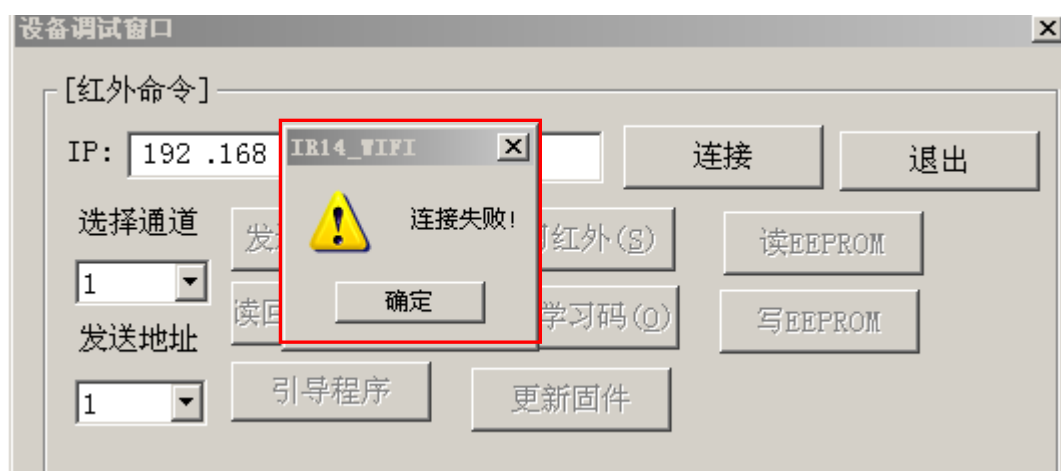 设备调试窗口
[红外命令]
IP: 192 .168
连接
退出
IR14_WIFI
连接失败!
确定
选择通道
1
发送地址
1
红外(S)
读EEPROM
学习码(Q)
写EEPROM
引导程序
更新固件